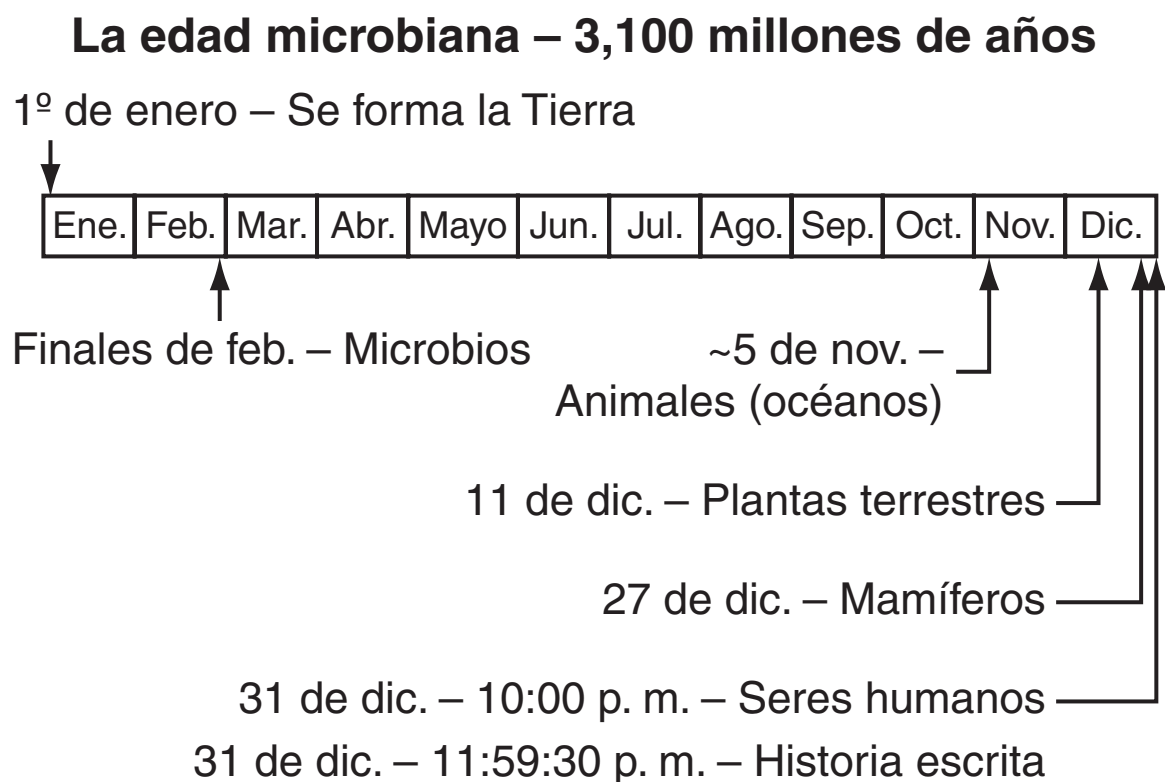 La edad microbiana – 3,100 millones de años
1º de enero – Se forma la Tierra
Ene. Feb. Mar. Abr. Mayo Jun. Jul. Ago. Sep. Oct. Nov. Dic.
Finales de feb. – Microbios
~5 de nov. –
Animales (océanos)
11 de dic. – Plantas terrestres
27 de dic. – Mamíferos
31 de dic. – 10:00 p. m. – Seres humanos
31 de dic. – 11:59:30 p. m. – Historia escrita